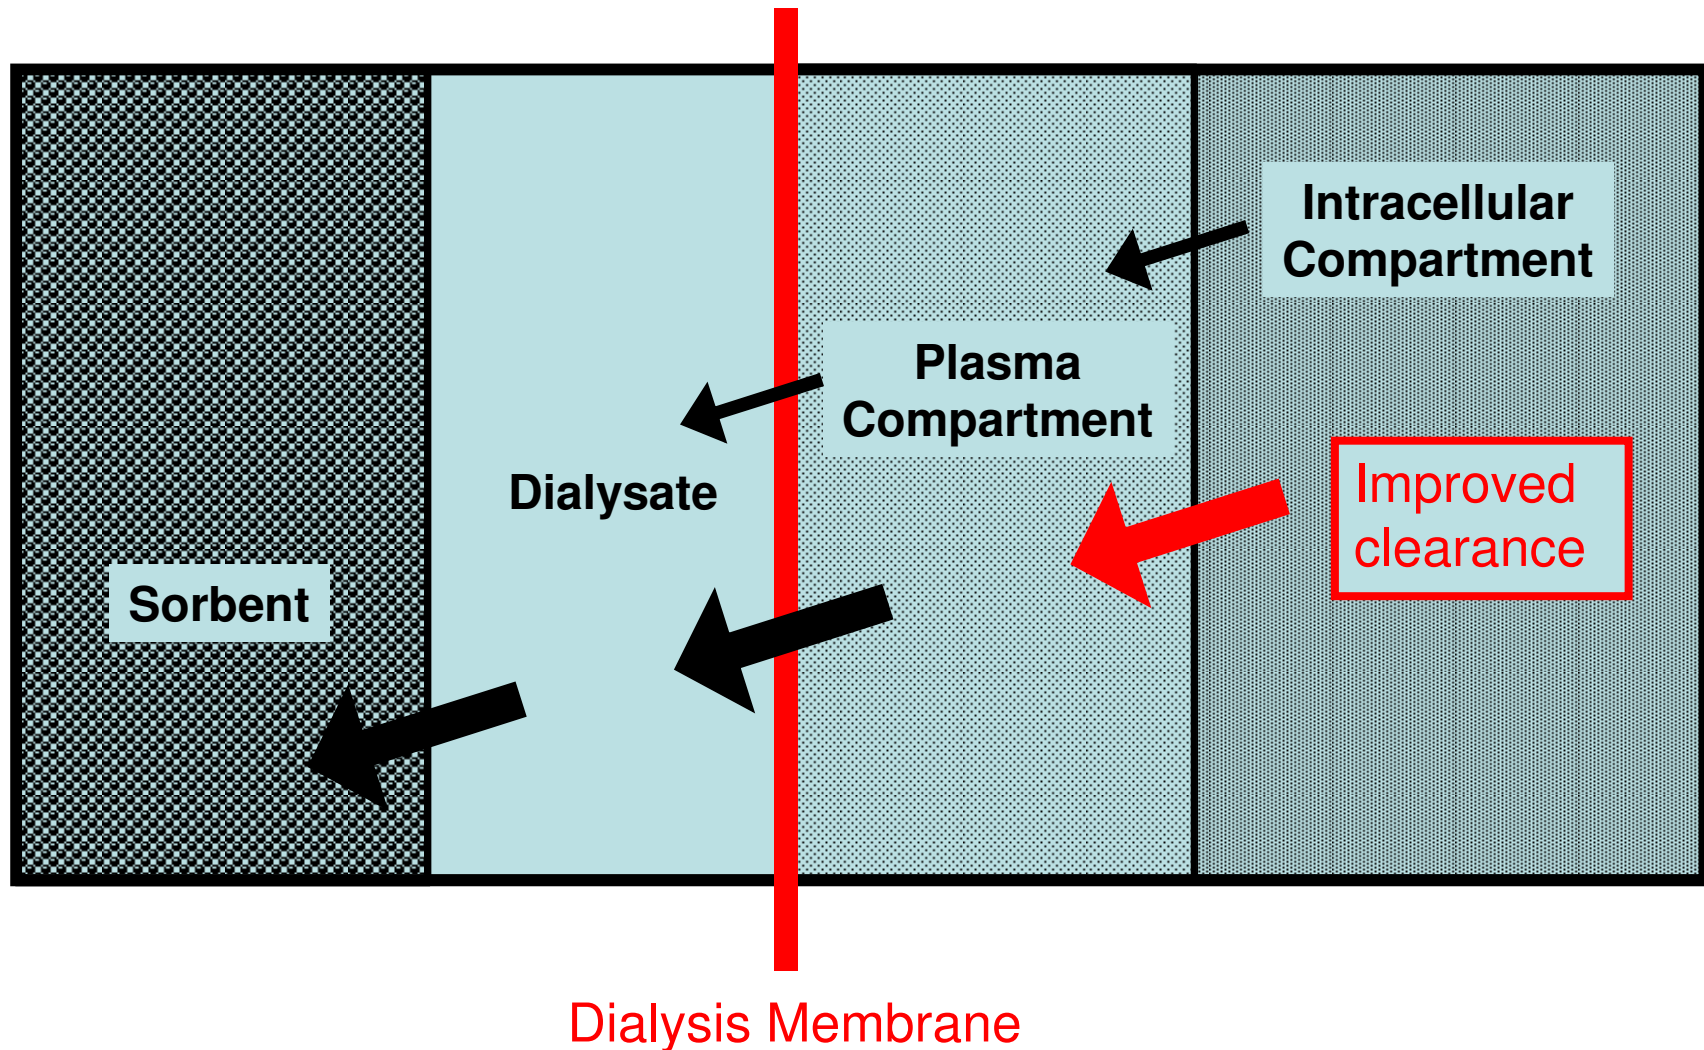 Intracellular
Compartment
Plasma
Compartment
Dialysate
Improved
clearance
Sorbent
Dialysis Membrane